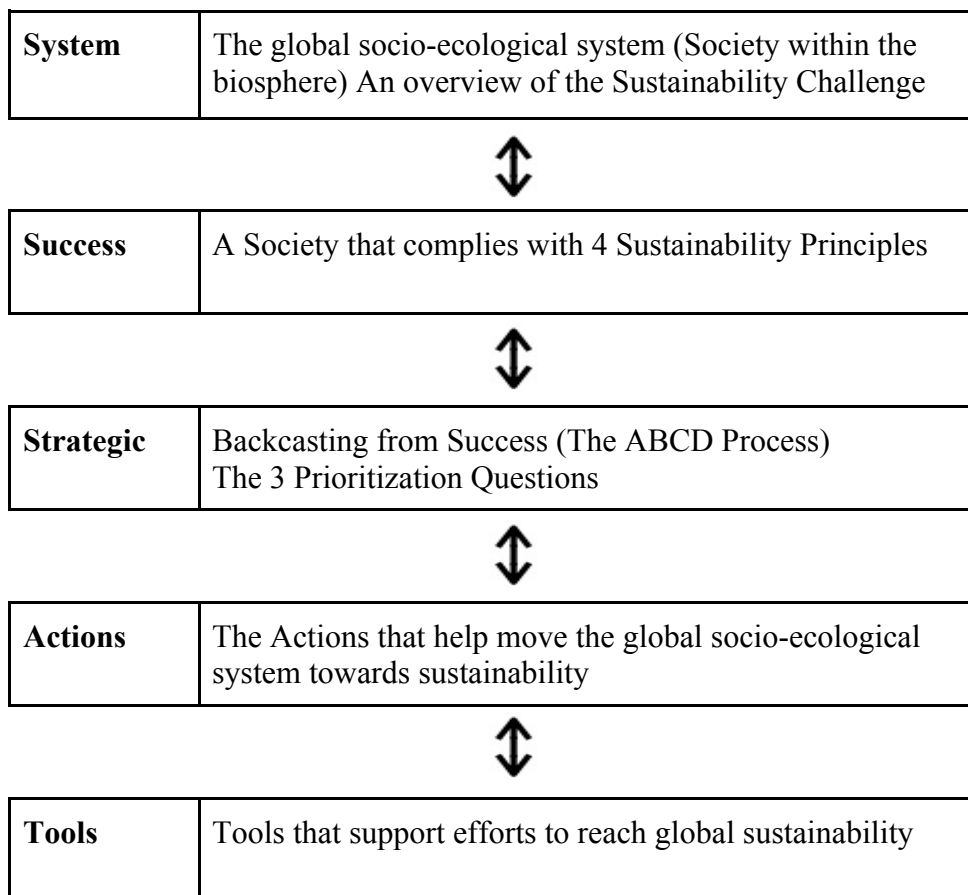 System
The global socio-ecological system (Society within the
biosphere) An overview of the Sustainability Challenge
Success
A Society that complies with 4 Sustainability Principles
Strategic
Backcasting from Success (The ABCD Process)
The 3 Prioritization Questions
Actions
The Actions that help move the global socio-ecological
system towards sustainability
Tools
Tools that support efforts to reach global sustainability